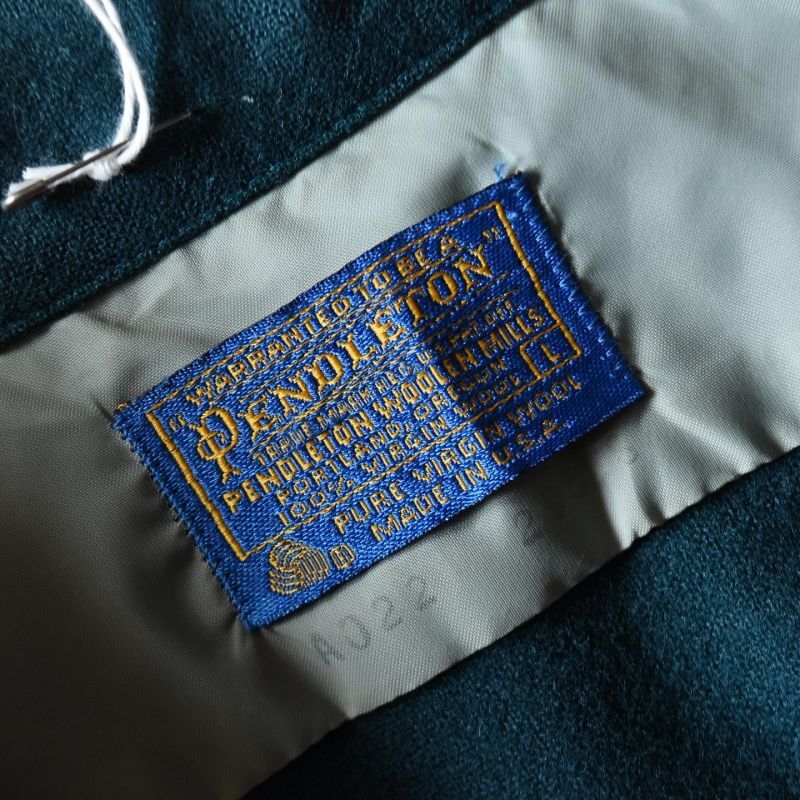 WARRANTED TO BE A
"PENDLETON"
TRADE MARK REG. U.S. PAT. OFF.
PENDLETON WOOLEN MILLS
PORTLAND, OREGON L
100% VIRGIN WOOL
PURE VIRGIN WOOL
R MADE IN U.S.A.
A022